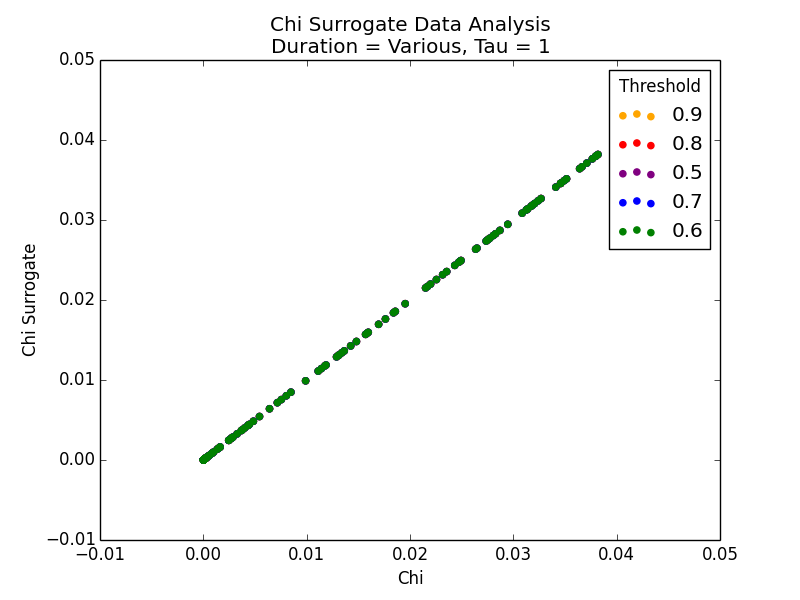 Chi Surrogate Data Analysis
Duration = Various, Tau = 1
0.05
0.04
0.03
0.02
0.01
0.00
−0.01
Chi Surrogate
−0.01 0.00 0.01 0.02 0.03 0.04 0.05
Chi
Threshold
0.9
0.8
0.5
0.7
0.6